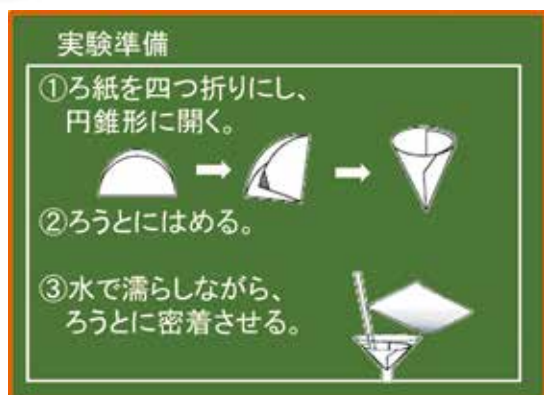 実験準備
①ろ紙を四つ折りにし、
円錐形に開く。
②ろうとにはめる。
③水で濡らしながら、
ろうとに密着させる。